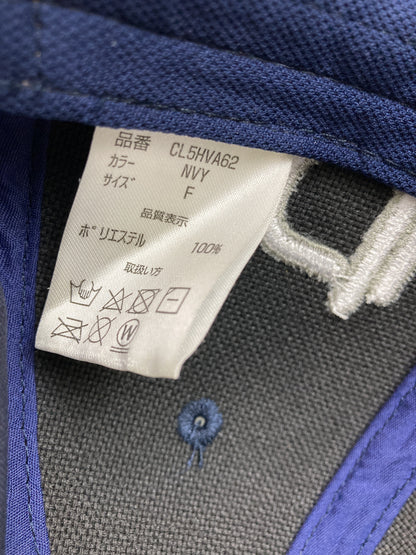 品番 CL5HVA62
カラー NVY
サイズ F
品質表示
ポリエステル 100%
取扱い方
W